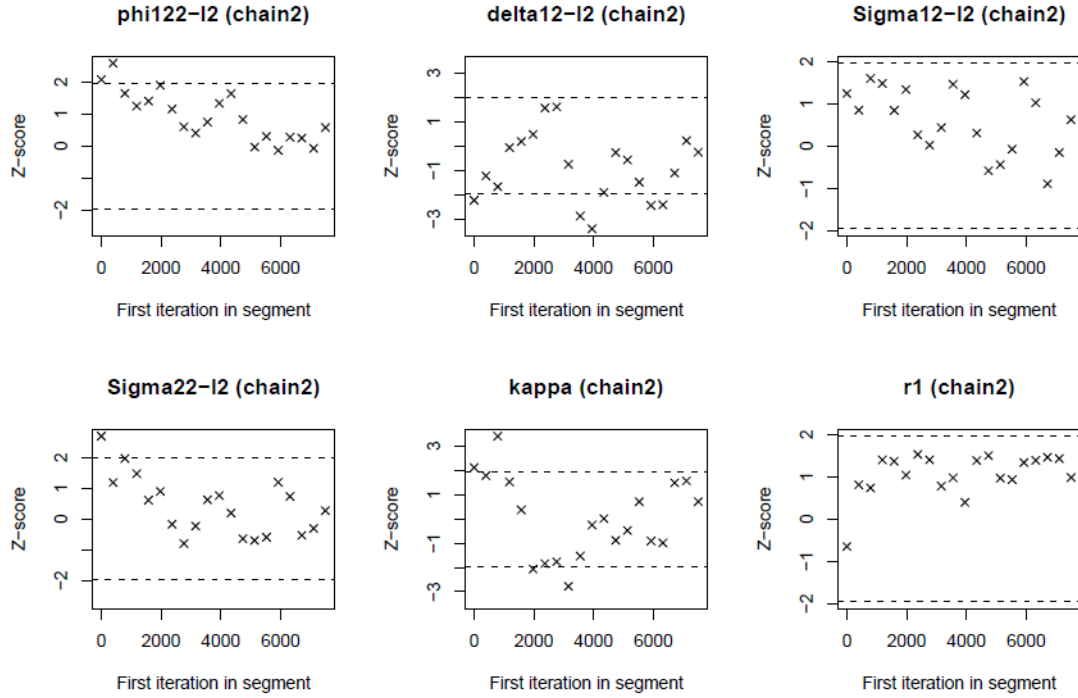 phi122−l2 (chain2)
Z−score
2
1
0
−2
0 2000 4000 6000
First iteration in segment
delta12−l2 (chain2)
Z−score
3
1
−1
−3
0 2000 4000 6000
First iteration in segment
Sigma12−l2 (chain2)
Z−score
2
1
0
−1
−2
0 2000 4000 6000
First iteration in segment
Sigma22−l2 (chain2)
Z−score
2
1
0
−2
0 2000 4000 6000
First iteration in segment
kappa (chain2)
Z−score
3
1
−1
−3
0 2000 4000 6000
First iteration in segment
r1 (chain2)
Z−score
2
1
0
−1
−2
0 2000 4000 6000
First iteration in segment